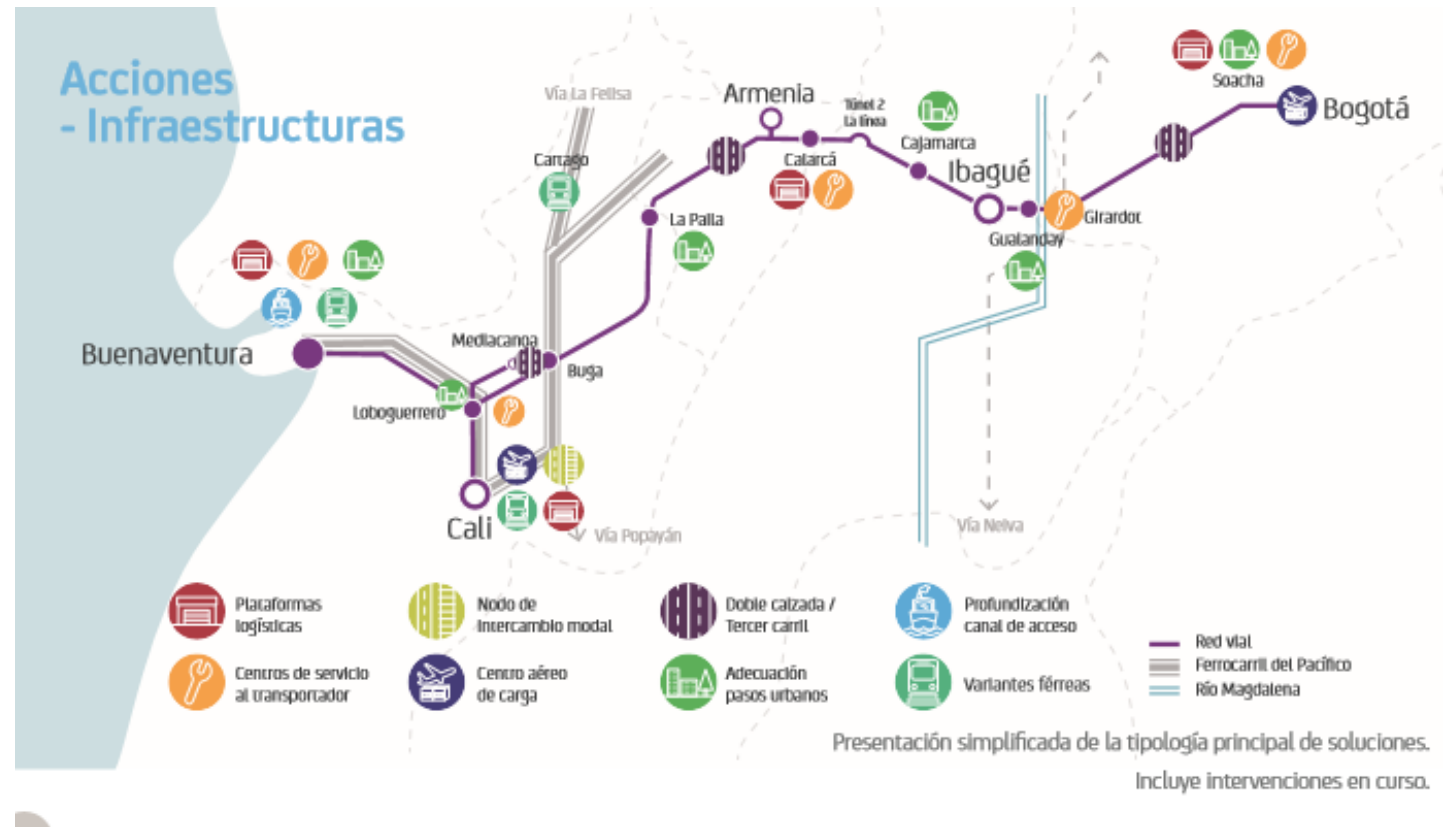 Acciones
- Infraestructuras
Vía La Felisa
Armenia
Túnel 2
La línea
Soacha
Bogotá
Cartago
Calarcá
Cajamarca
Ibagué
La Paila
Gualanday
Girardot
Buenaventura
Mediacanoa
Buga
Loboguerrero
Cali
Vía Popayán
Vía Neiva
Plataformas
logísticas
Nodo de
intercambio modal
Doble calzada /
Tercer carril
Profundización
canal de acceso
Centros de servicio
al transportador
Centro aéreo
de carga
Adecuación
pasos urbanos
Variantes férreas
Red vial
Ferrocarril del Pacífico
Río Magdalena
Presentación simplificada de la tipología principal de soluciones.
Incluye intervenciones en curso.